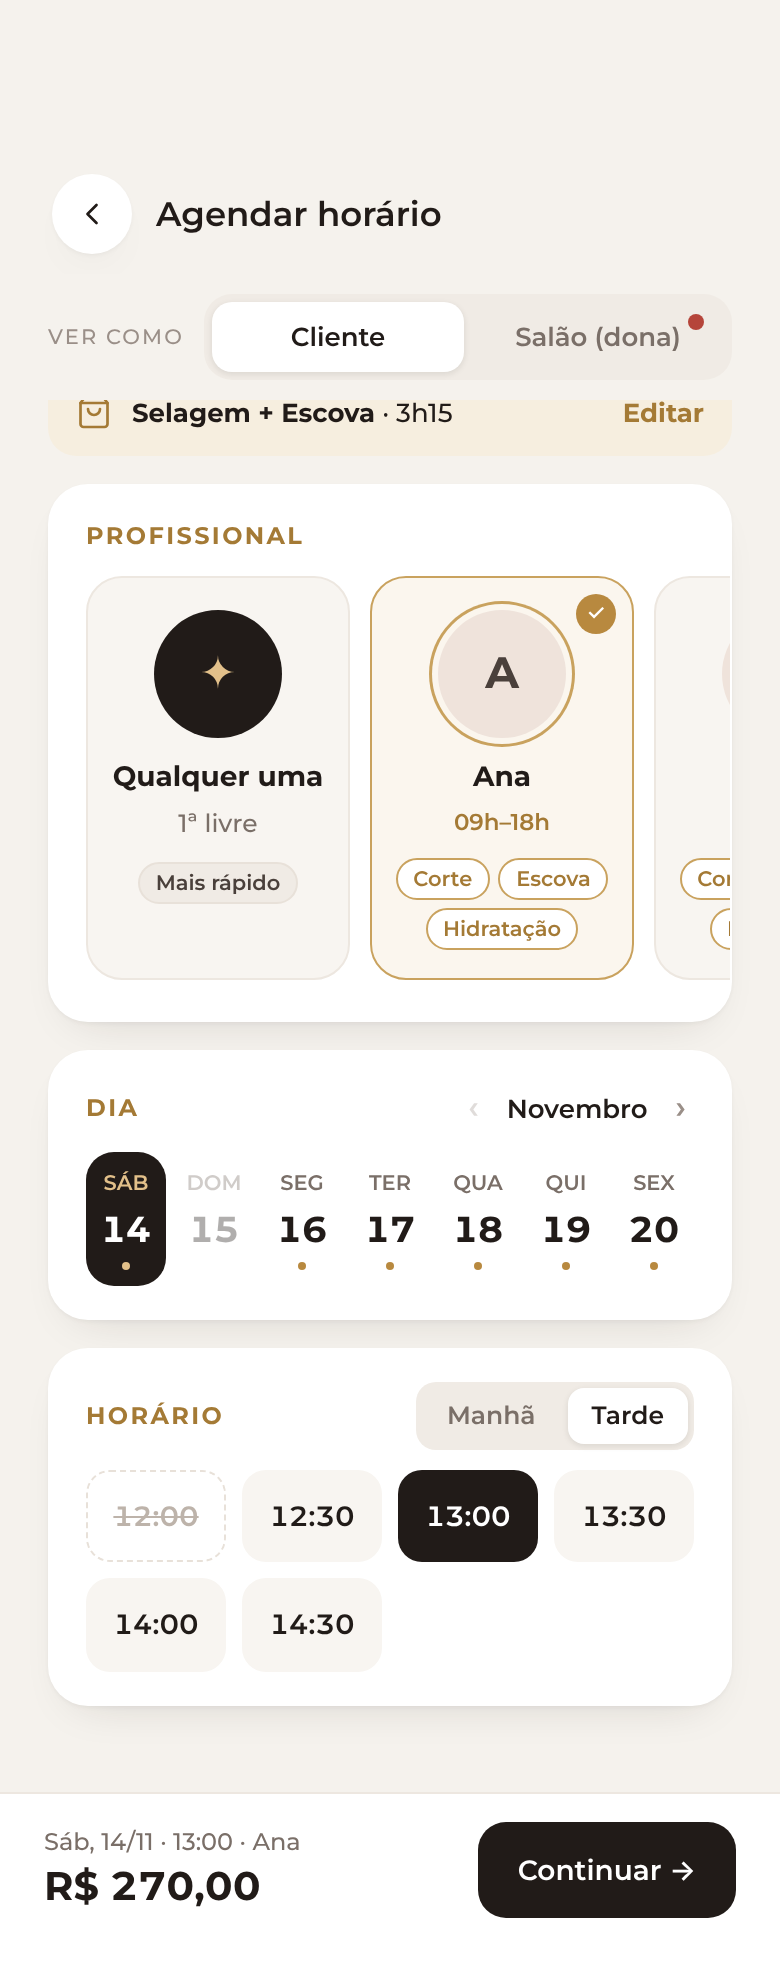 Agendar horário
VER COMO
Cliente
Salão (dona)
Selagem + Escova · 3h15
Editar
PROFISSIONAL
Qualquer uma
1ª livre
Mais rápido
A
Ana
09h–18h
Corte
Escova
Hidratação
DIA
‹ Novembro ›
SÁB DOM SEG TER QUA QUI SEX
14 15 16 17 18 19 20
HORÁRIO
Manhã
Tarde
12:00 12:30 13:00 13:30
14:00 14:30
Sáb, 14/11 · 13:00 · Ana
R$ 270,00
Continuar →